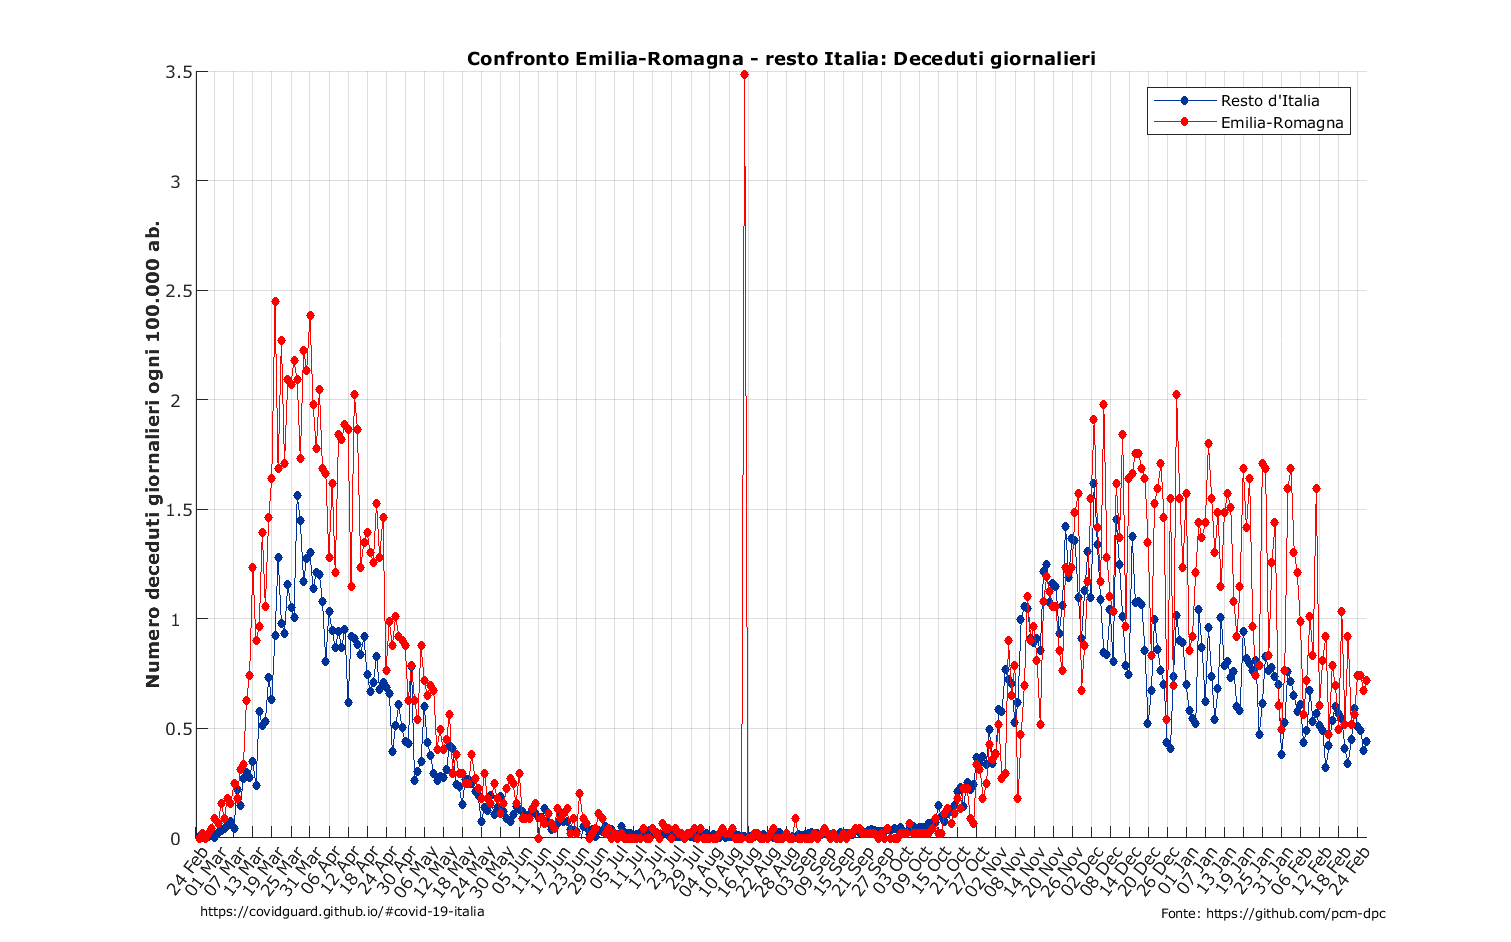 Confronto Emilia-Romagna - resto Italia: Deceduti giornalieri
Numero deceduti giornalieri ogni 100.000 ab.
3.5
3
2.5
2
1.5
1
0.5
0
Resto d'Italia
Emilia-Romagna
24 Feb
01 Mar
07 Mar
13 Mar
19 Mar
25 Mar
31 Mar
06 Apr
12 Apr
18 Apr
24 Apr
30 Apr
06 May
12 May
18 May
24 May
30 May
05 Jun
11 Jun
17 Jun
23 Jun
29 Jun
05 Jul
11 Jul
17 Jul
23 Jul
29 Jul
04 Aug
10 Aug
16 Aug
22 Aug
28 Aug
03 Sep
09 Sep
15 Sep
21 Sep
27 Sep
03 Oct
09 Oct
15 Oct
21 Oct
27 Oct
02 Nov
08 Nov
14 Nov
20 Nov
26 Nov
02 Dec
08 Dec
14 Dec
20 Dec
26 Dec
01 Jan
07 Jan
13 Jan
19 Jan
25 Jan
31 Jan
06 Feb
12 Feb
18 Feb
24 Feb
https://covidguard.github.io/#covid-19-italia
Fonte: https://github.com/pcm-dpc